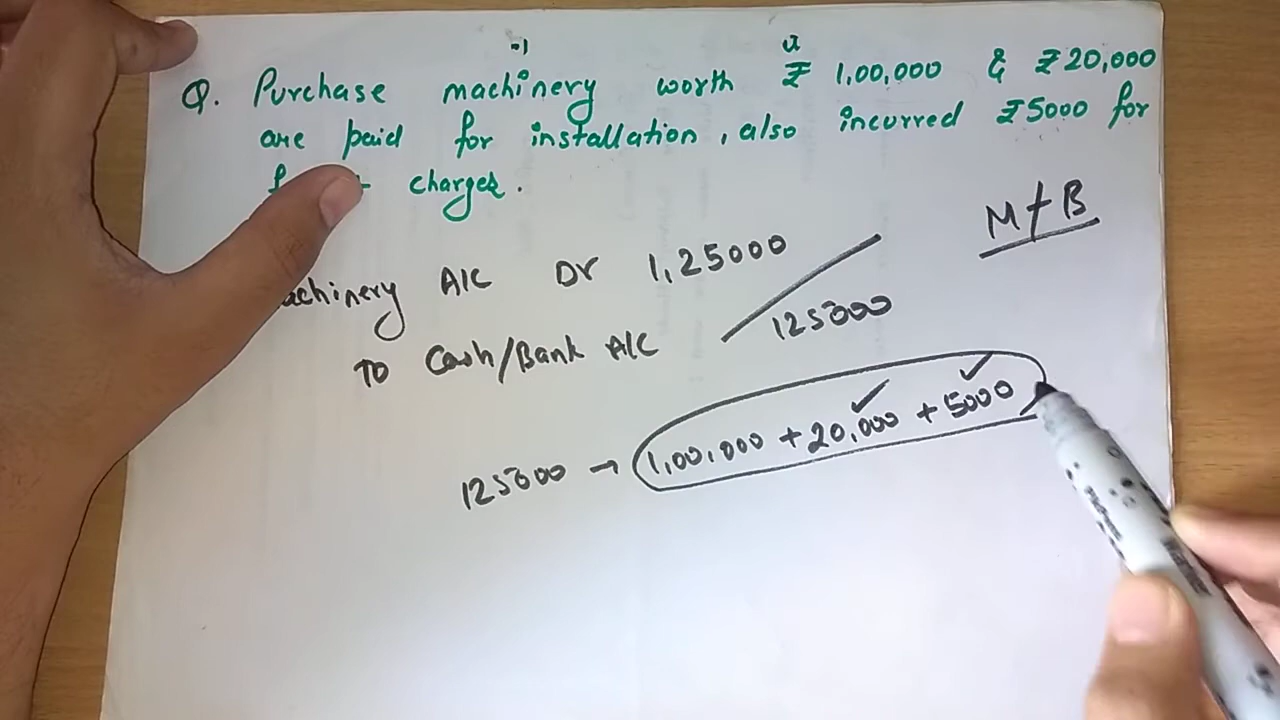 Q. Purchase machinery worth ₹ 1,00,000 & ₹20,000
are paid for installation, also incurred ₹5000 for
charges.
M+B
A/C Dr 1,25000
To Cash/Bank A/C 125000
125000 → 1,00,000 + 20,000 + 5000